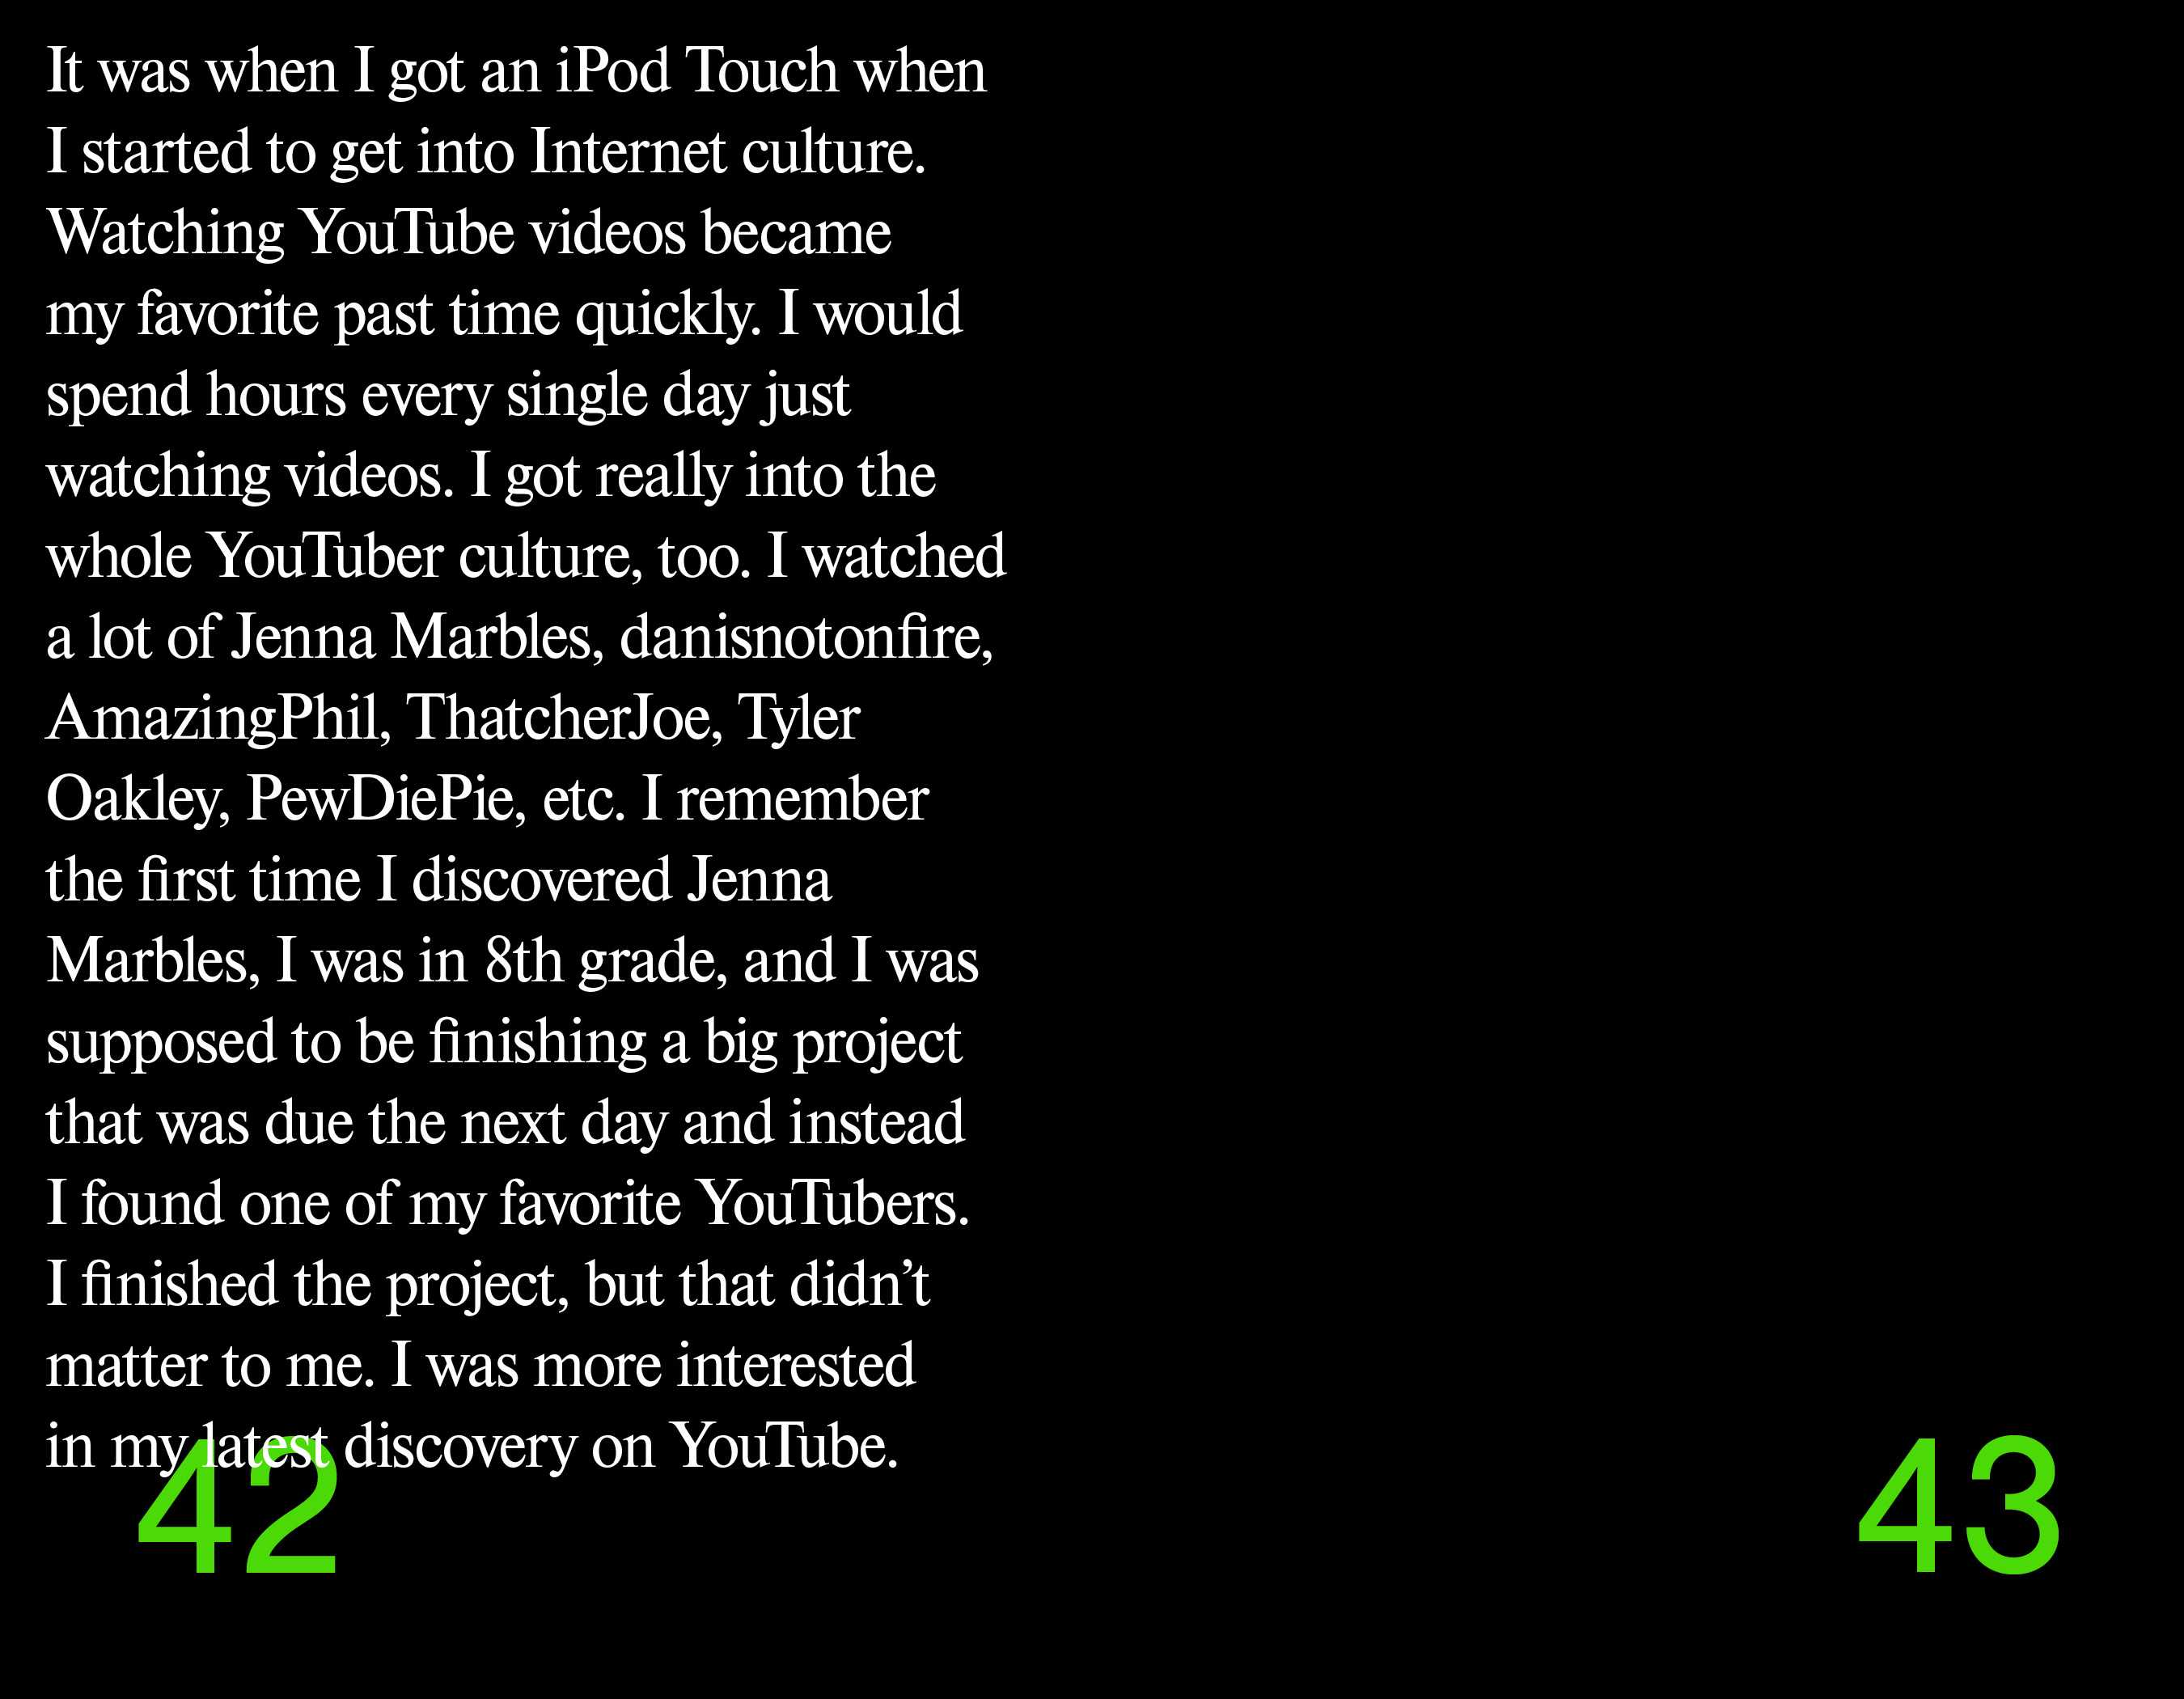 It was when I got an iPod Touch when
I started to get into Internet culture.
Watching YouTube videos became
my favorite past time quickly. I would
spend hours every single day just
watching videos. I got really into the
whole YouTuber culture, too. I watched
a lot of Jenna Marbles, danisnotonfire,
AmazingPhil, ThatcherJoe, Tyler
Oakley, PewDiePie, etc. I remember
the first time I discovered Jenna
Marbles, I was in 8th grade, and I was
supposed to be finishing a big project
that was due the next day and instead
I found one of my favorite YouTubers.
I finished the project, but that didn’t
matter to me. I was more interested
in my latest discovery on YouTube.
42
43